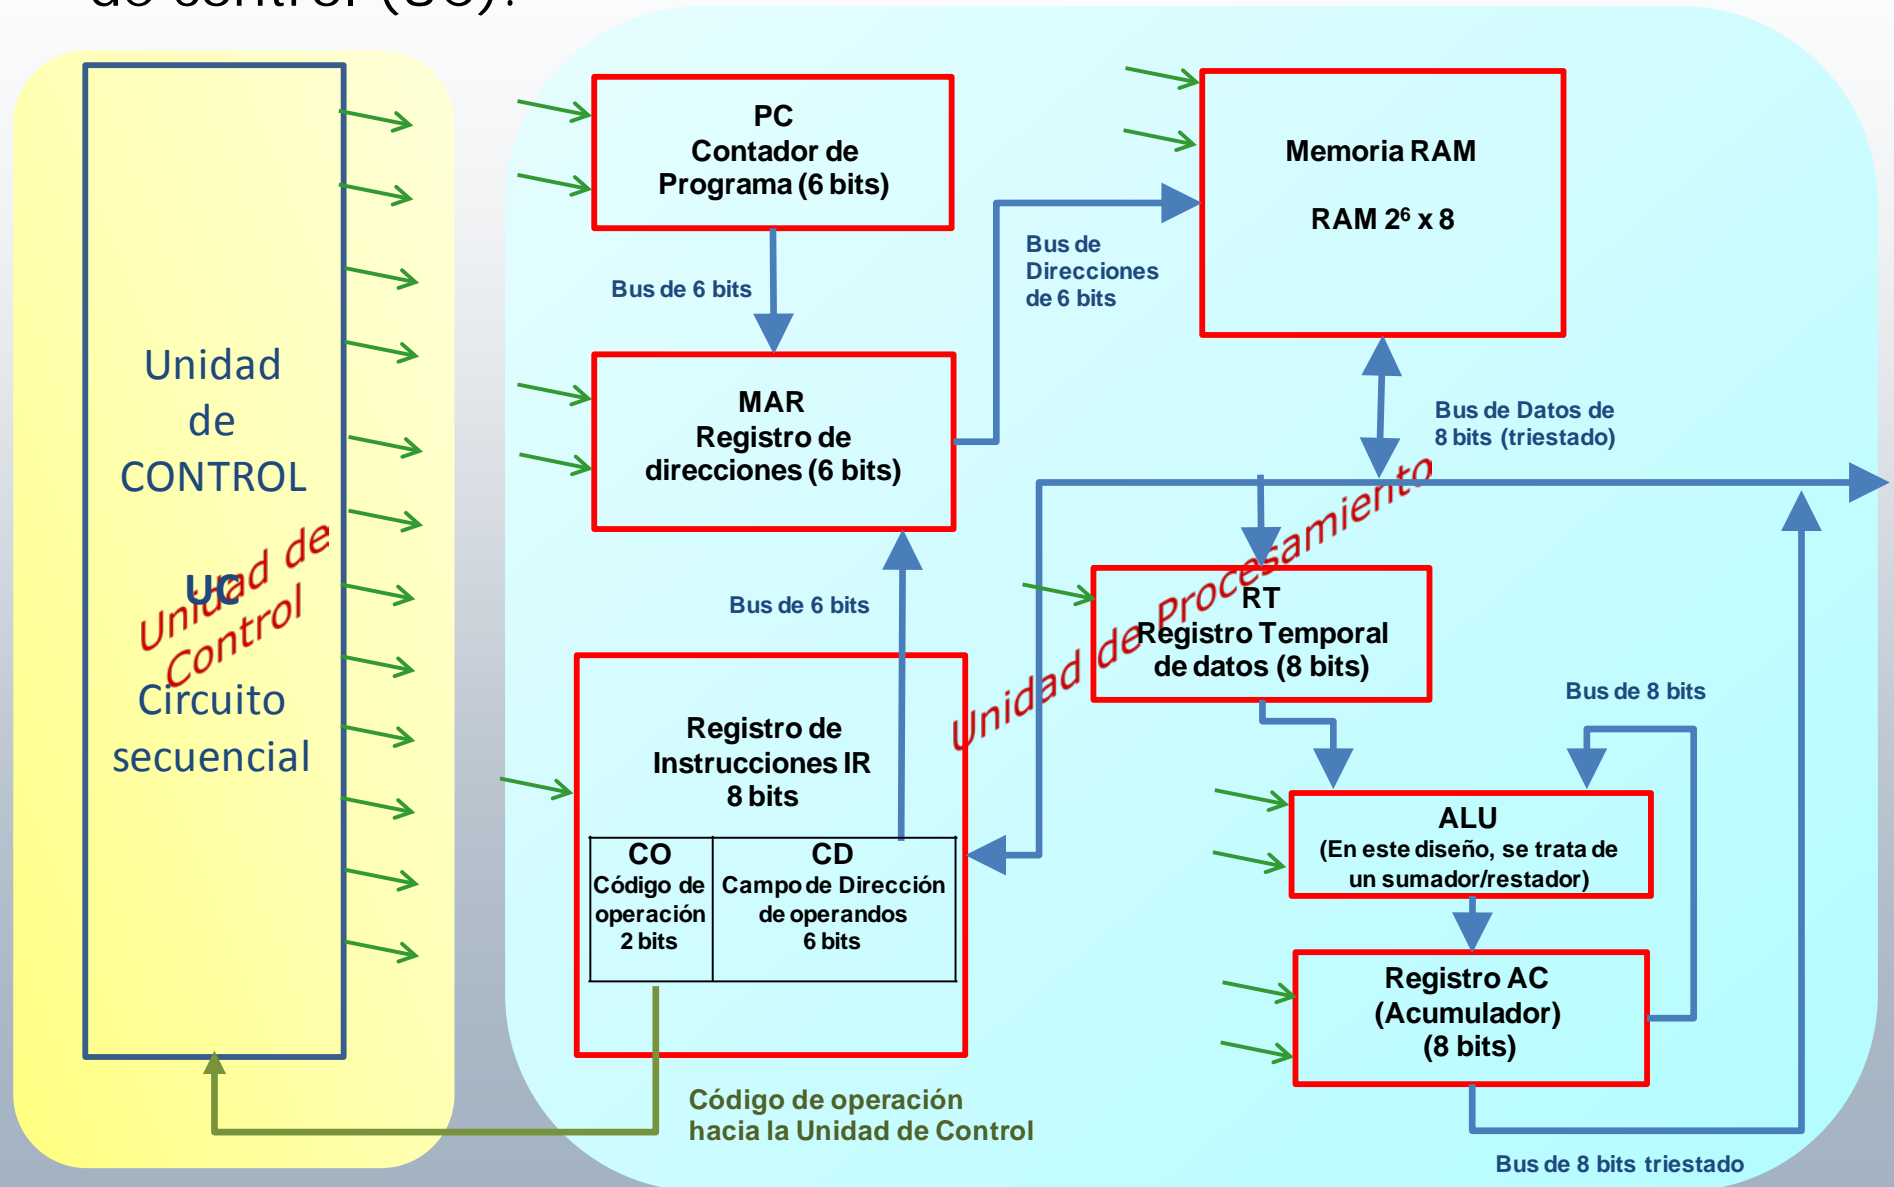 de control (UC):
PC
Contador de
Programa (6 bits)
Memoria RAM
RAM 2⁶ x 8
Bus de 6 bits
Bus de
Direcciones
de 6 bits
MAR
Registro de
direcciones (6 bits)
Bus de Datos de
8 bits (triestado)
Unidad
de
CONTROL
UC
Circuito
secuencial
Unidad de
Control
Unidad de Procesamiento
Bus de 6 bits
RT
Registro Temporal
de datos (8 bits)
Bus de 8 bits
Registro de
Instrucciones IR
8 bits
CO
Código de
operación
2 bits
CD
Campo de Dirección
de operandos
6 bits
ALU
(En este diseño, se trata de
un sumador/restador)
Registro AC
(Acumulador)
(8 bits)
Código de operación
hacia la Unidad de Control
Bus de 8 bits triestado